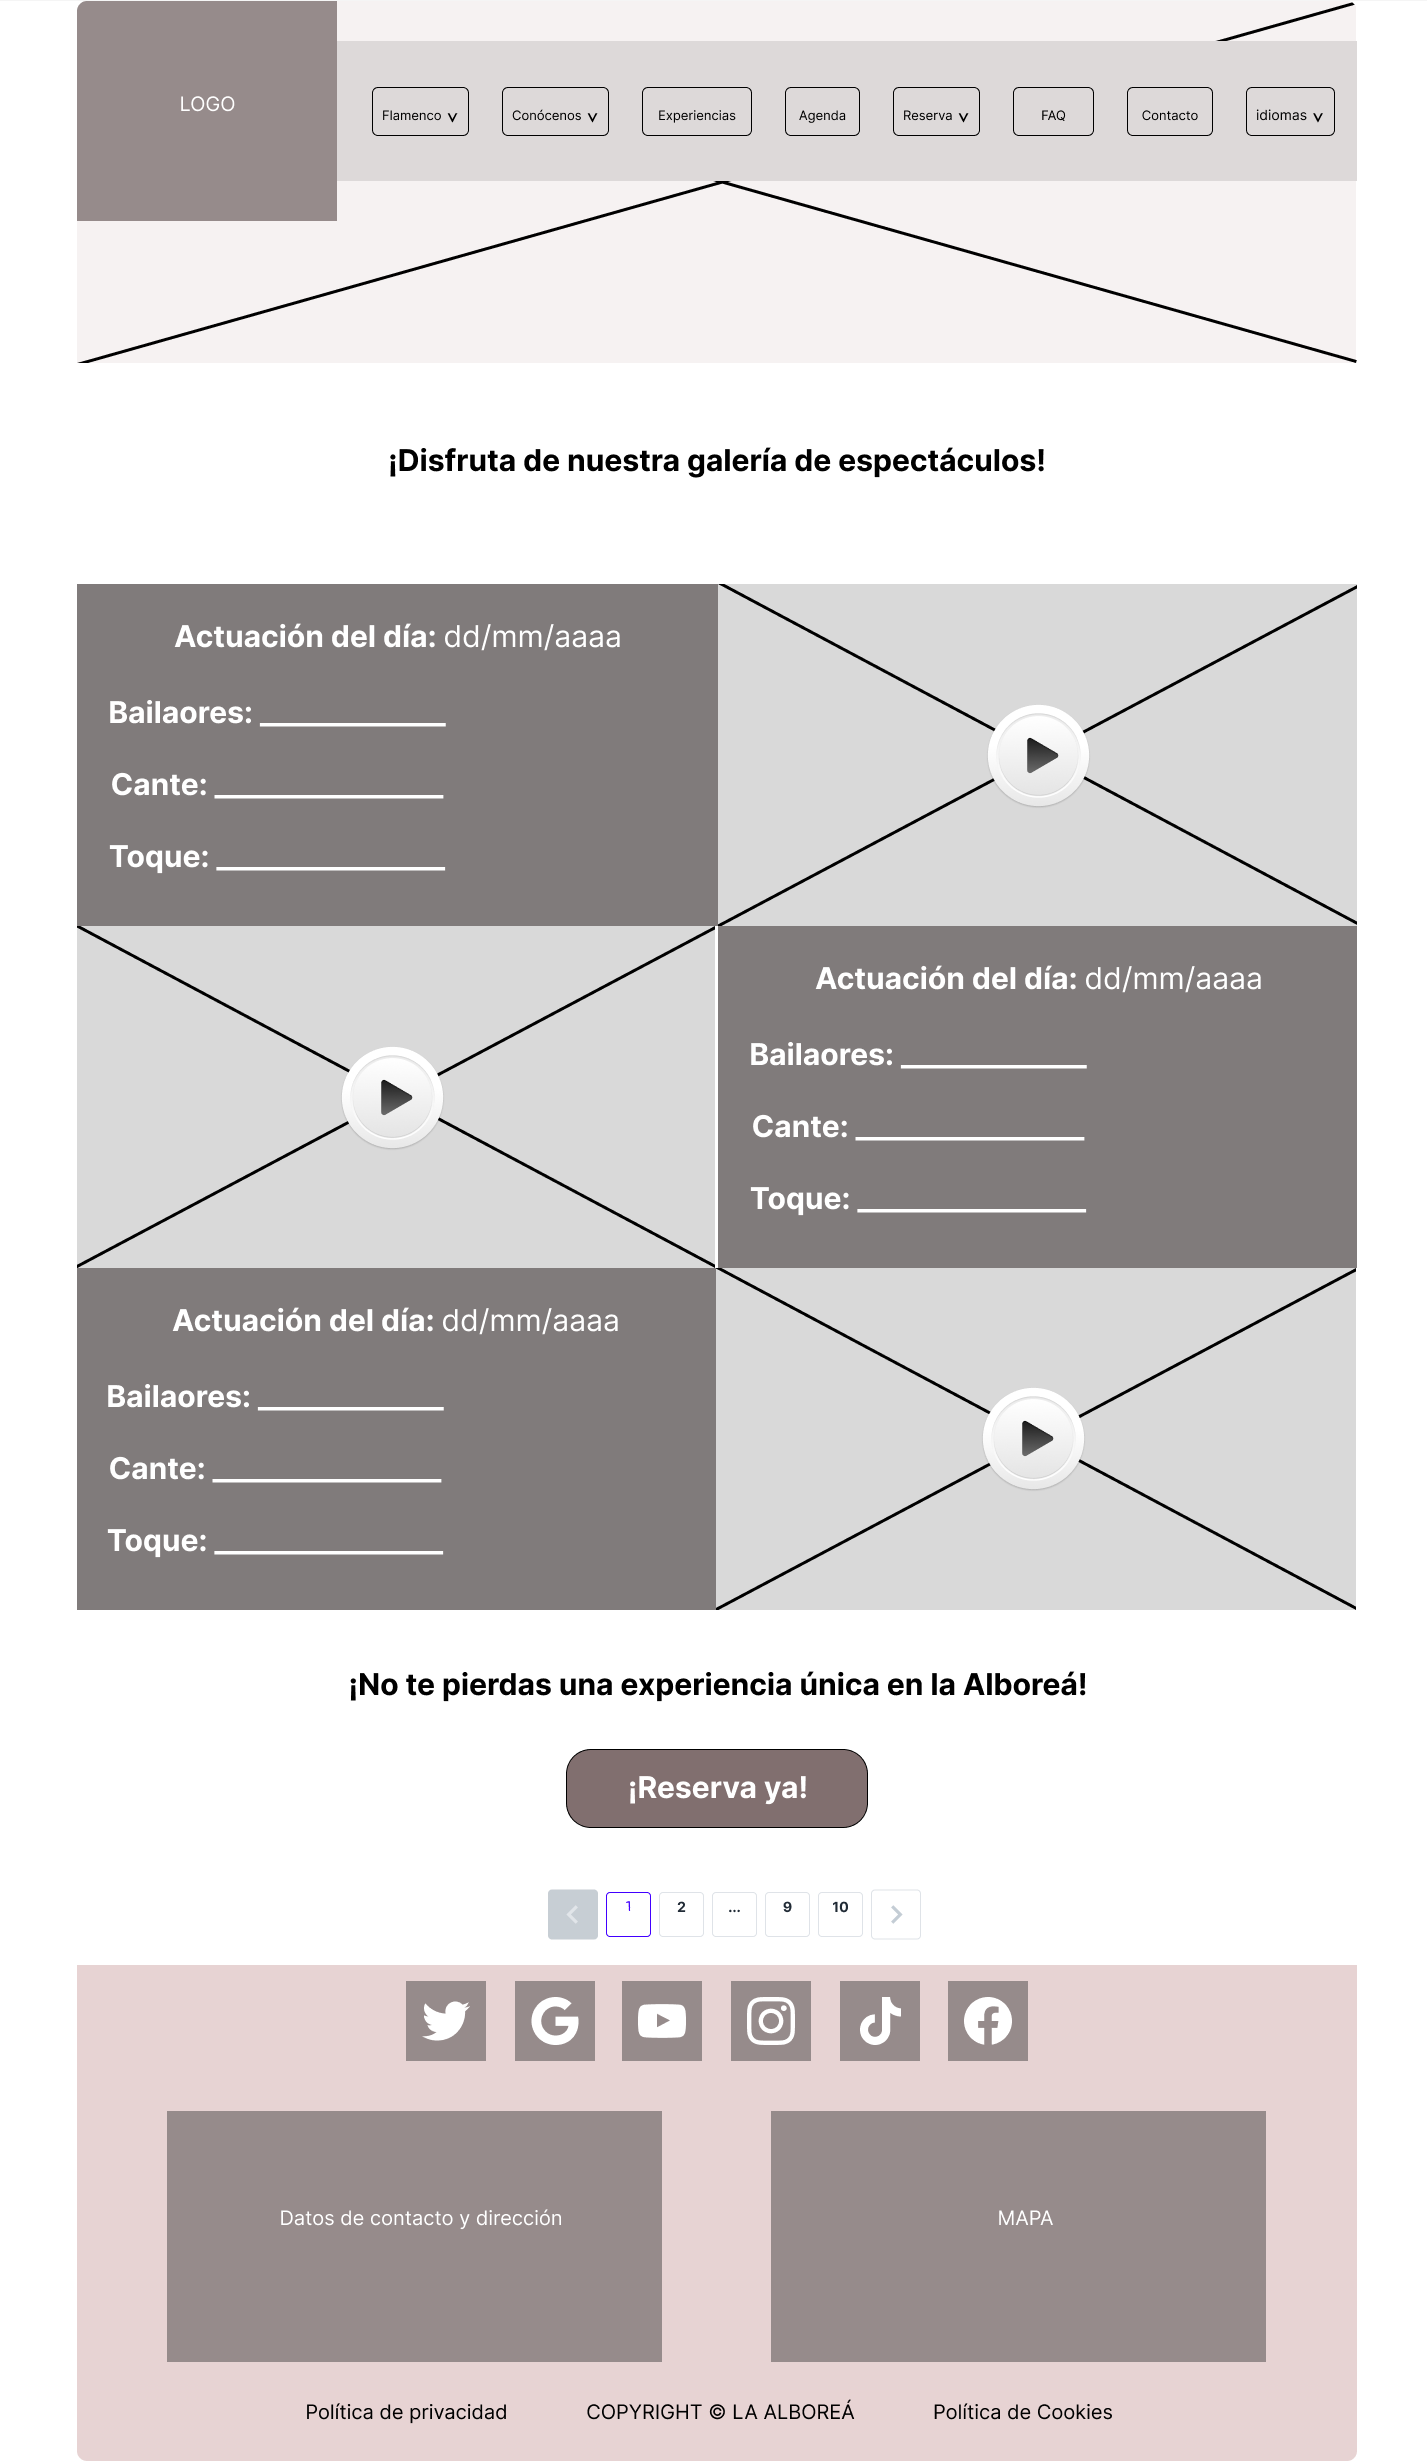 LOGO
Flamenco
Conócenos
Experiencias
Agenda
Reserva
FAQ
Contacto
idiomas
¡Disfruta de nuestra galería de espectáculos!
Actuación del día: dd/mm/aaaa
Bailaores: ____________
Cante: _______________
Toque: _______________
Actuación del día: dd/mm/aaaa
Bailaores: ____________
Cante: _______________
Toque: _______________
Actuación del día: dd/mm/aaaa
Bailaores: ____________
Cante: _______________
Toque: _______________
¡No te pierdas una experiencia única en la Alboreá!
¡Reserva ya!
1 2 ... 9 10
Datos de contacto y dirección
MAPA
Política de privacidad
COPYRIGHT © LA ALBOREÁ
Política de Cookies